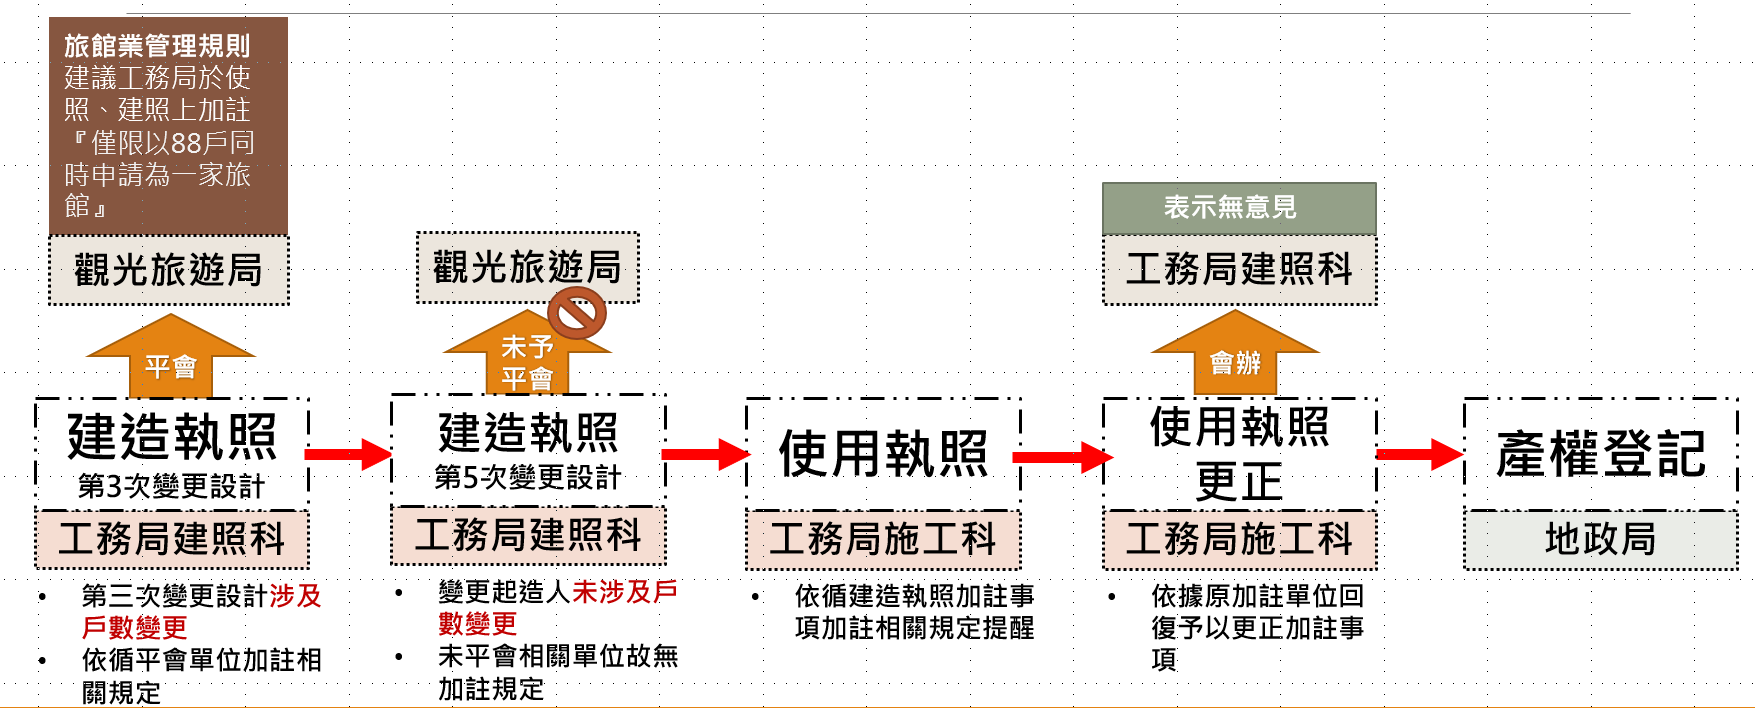 旅館業管理規則
建議工務局於使
照、建照上加註
『僅限以88戶同
時申請為一家旅
館』
觀光旅遊局
平會
建造執照
第3次變更設計
工務局建照科
• 第三次變更設計涉及
戶數變更
• 依循平會單位加註相
關規定
觀光旅遊局
未予
平會
建造執照
第5次變更設計
工務局建照科
• 變更起造人未涉及戶
數變更
• 未平會相關單位故無
加註規定
使用執照
工務局施工科
• 依循建造執照加註事
項加註相關規定提醒
表示無意見
工務局建照科
會辦
使用執照
更正
工務局施工科
• 依據原加註單位回
復予以更正加註事
項
產權登記
地政局